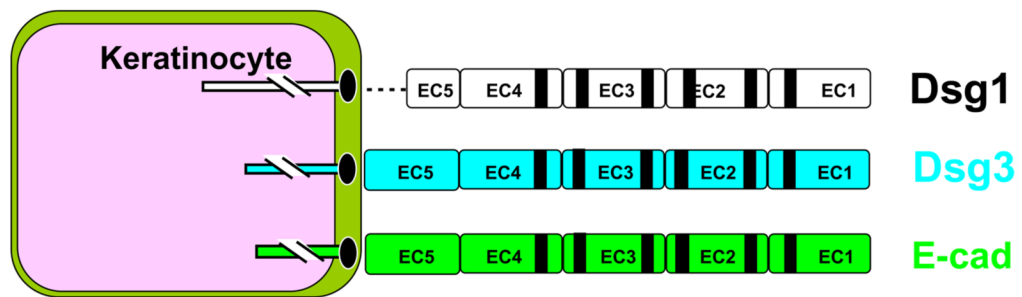 Keratinocyte
EC5 EC4 EC3 EC2 EC1 Dsg1
EC5 EC4 EC3 EC2 EC1 Dsg3
EC5 EC4 EC3 EC2 EC1 E-cad